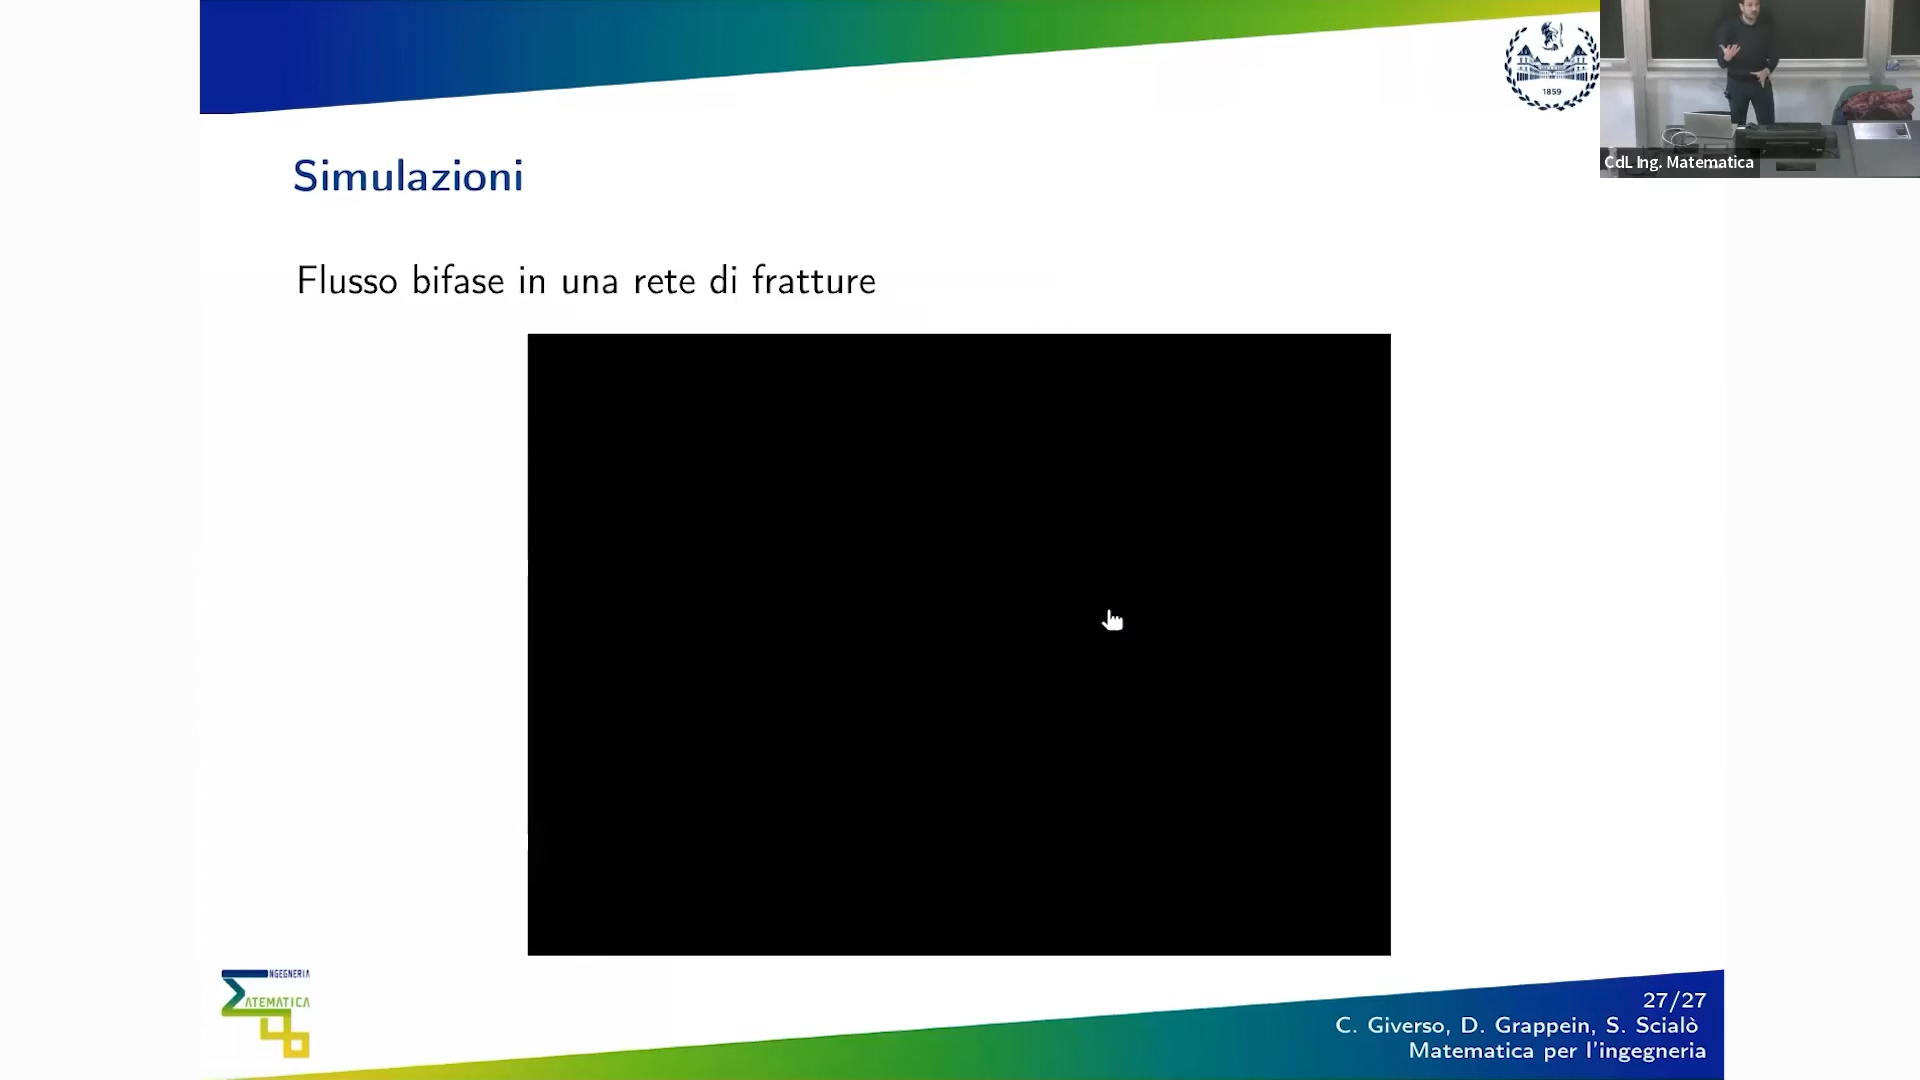 1859
CdL Ing. Matematica
Simulazioni
Flusso bifase in una rete di fratture
NGEGNERIA
ATEMATICA
27/27
C. Giverso, D. Grappein, S. Scialò
Matematica per l'ingegneria